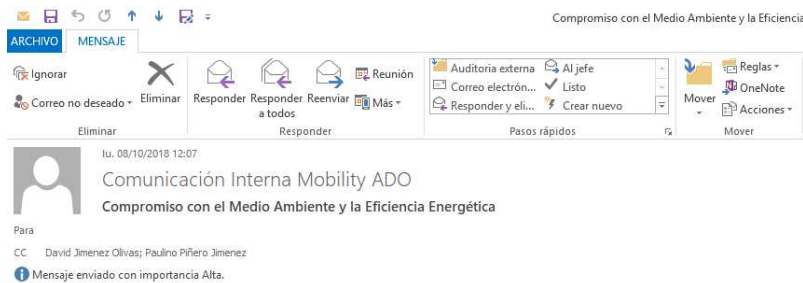 Compromiso con el Medio Ambiente y la Eficiencia
ARCHIVO MENSAJE
Ignorar
Correo no deseado
Eliminar
Responder
Responder a todos
Reenviar
Reunión
Más
Auditoria externa
Al jefe
Correo electrón...
Listo
Responder y eli...
Crear nuevo
Mover
Reglas
OneNote
Acciones
Eliminar Responder Pasos rápidos Mover
lu. 08/10/2018 12:07
Comunicación Interna Mobility ADO
Compromiso con el Medio Ambiente y la Eficiencia Energética
Para
CC David Jimenez Olivas; Paulino Piñero Jimenez
Mensaje enviado con importancia Alta.